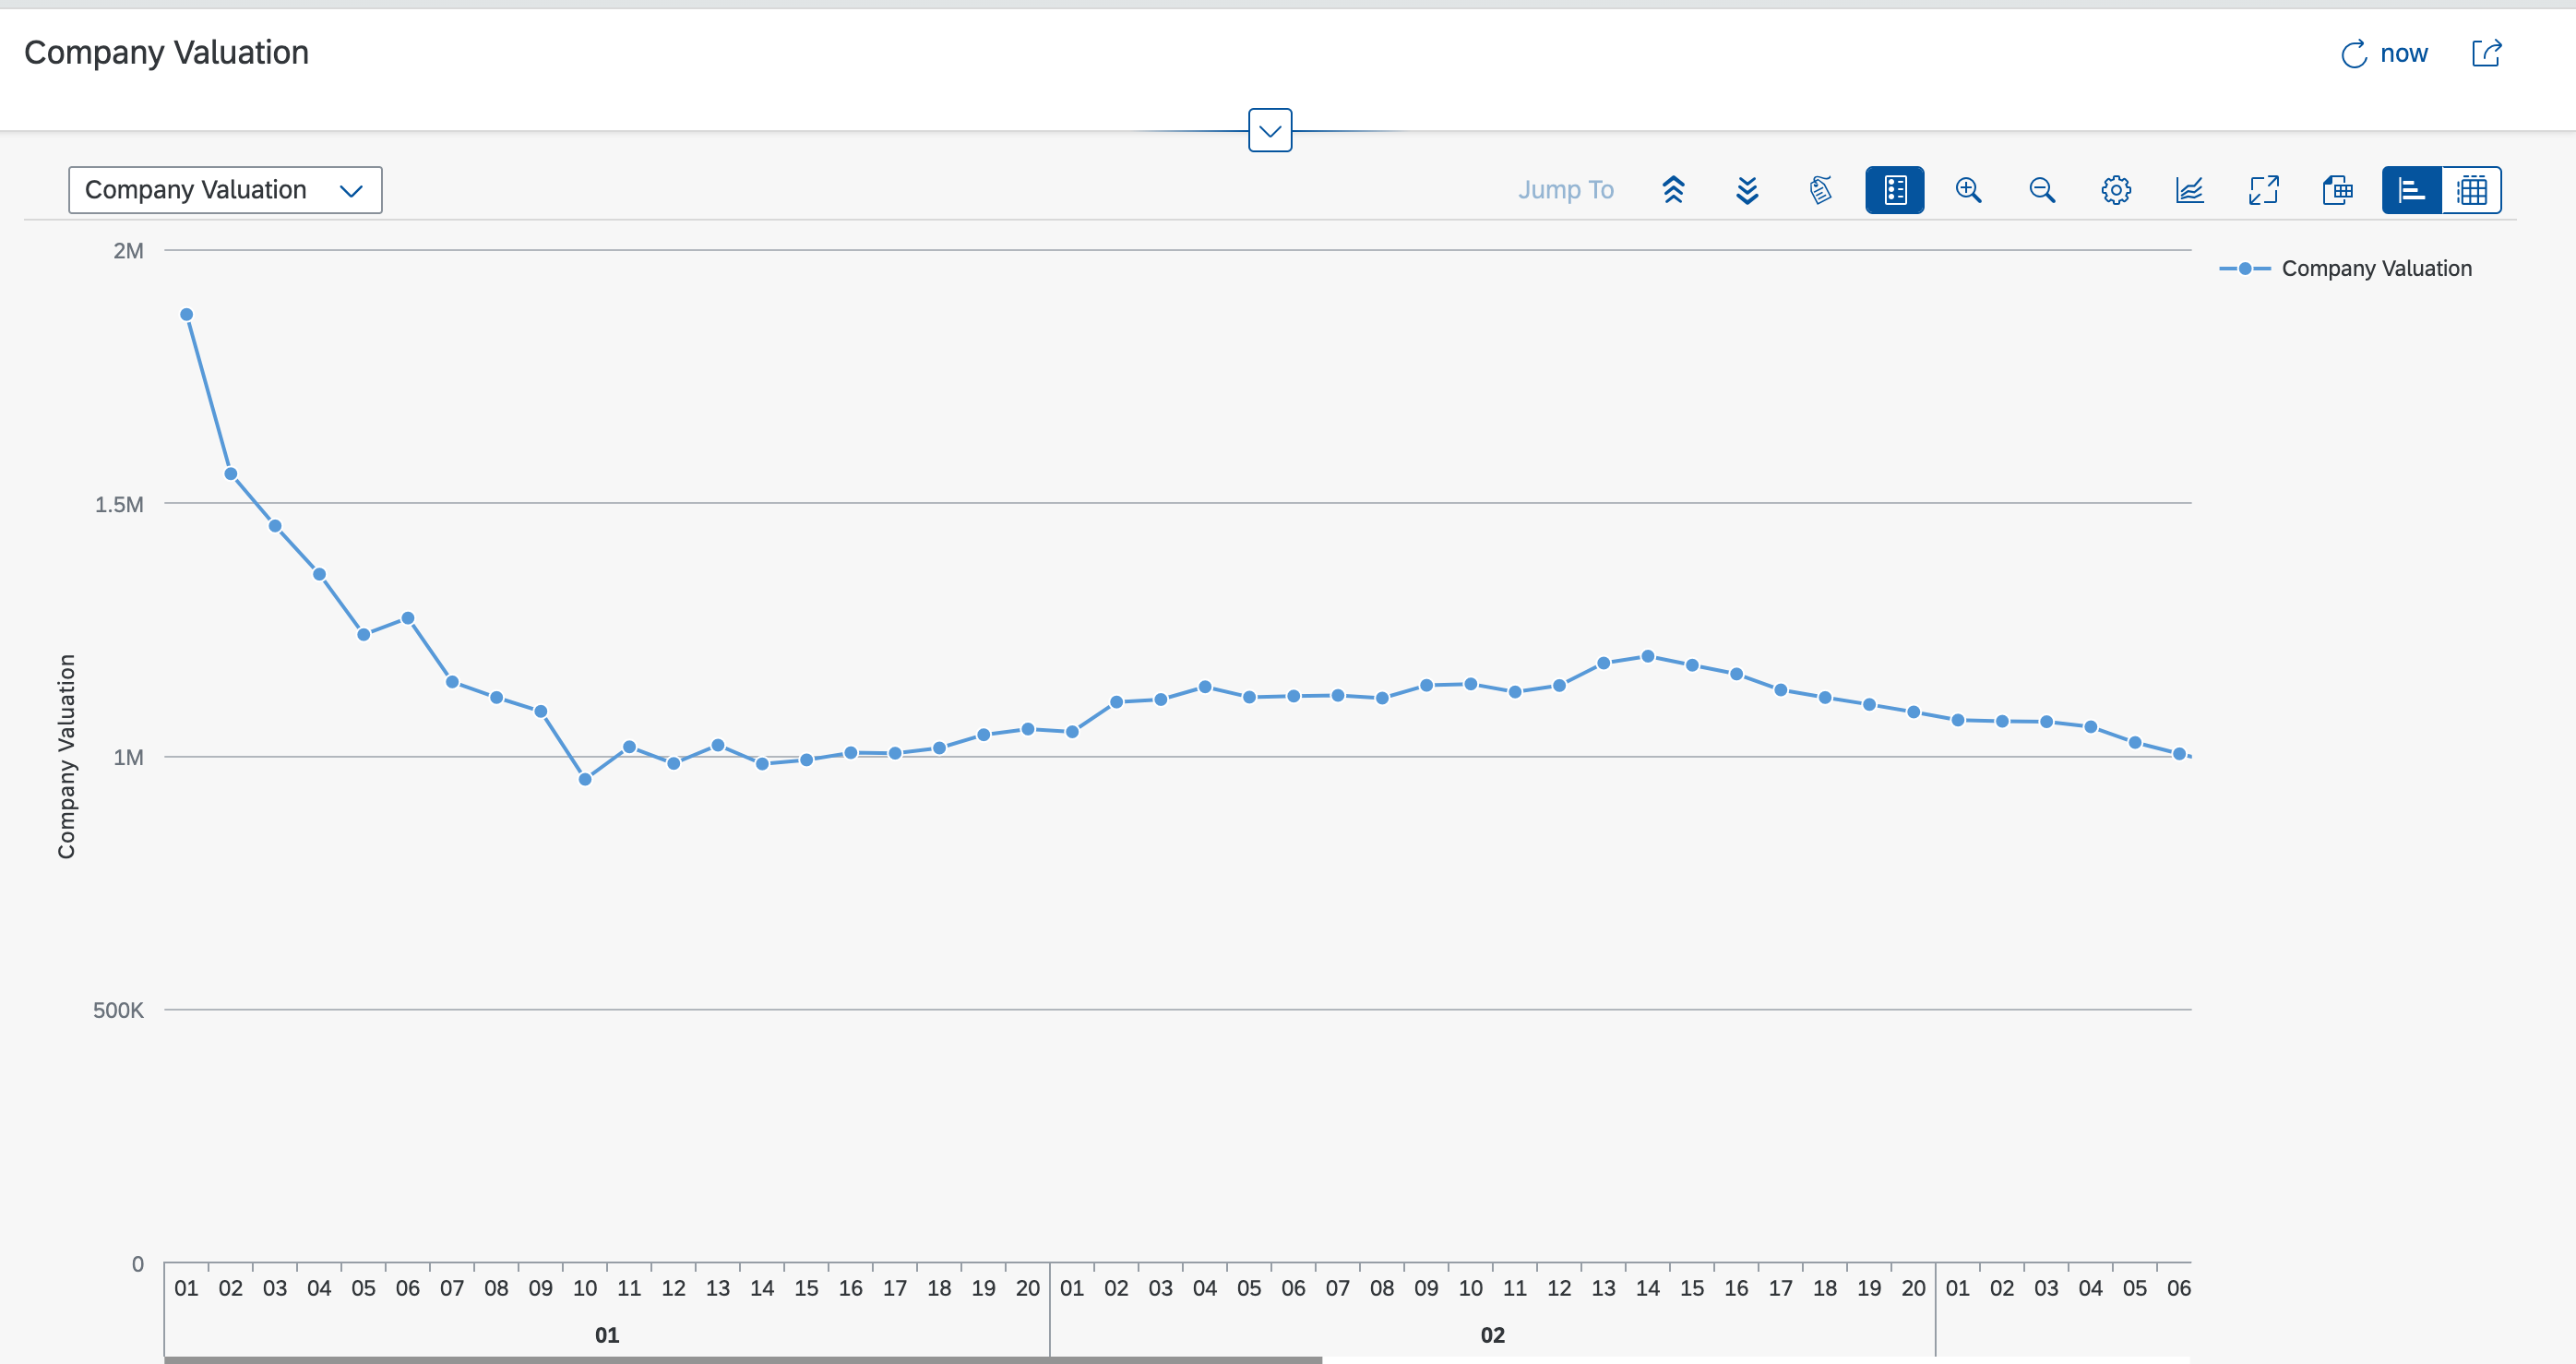 Company Valuation
now
Company Valuation
Jump To
2M
1.5M
1M
500K
0
Company Valuation
Company Valuation
01 02 03 04 05 06 07 08 09 10 11 12 13 14 15 16 17 18 19 20 01 02 03 04 05 06 07 08 09 10 11 12 13 14 15 16 17 18 19 20 01 02 03 04 05 06
01 02